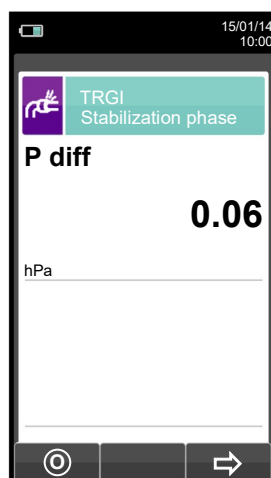 15/01/14
10:00
TRGI
Stabilization phase
P diff
0.06
hPa